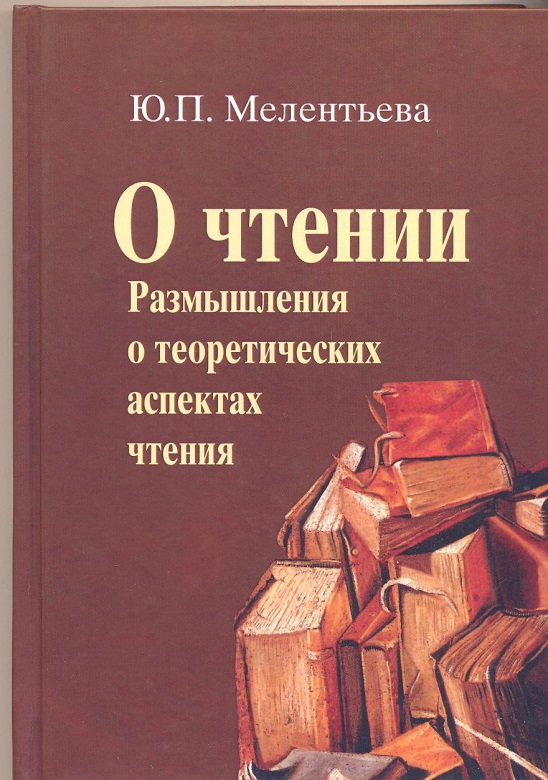 Ю.П. Мелентьева
О чтении
Размышления
о теоретических
аспектах
чтения